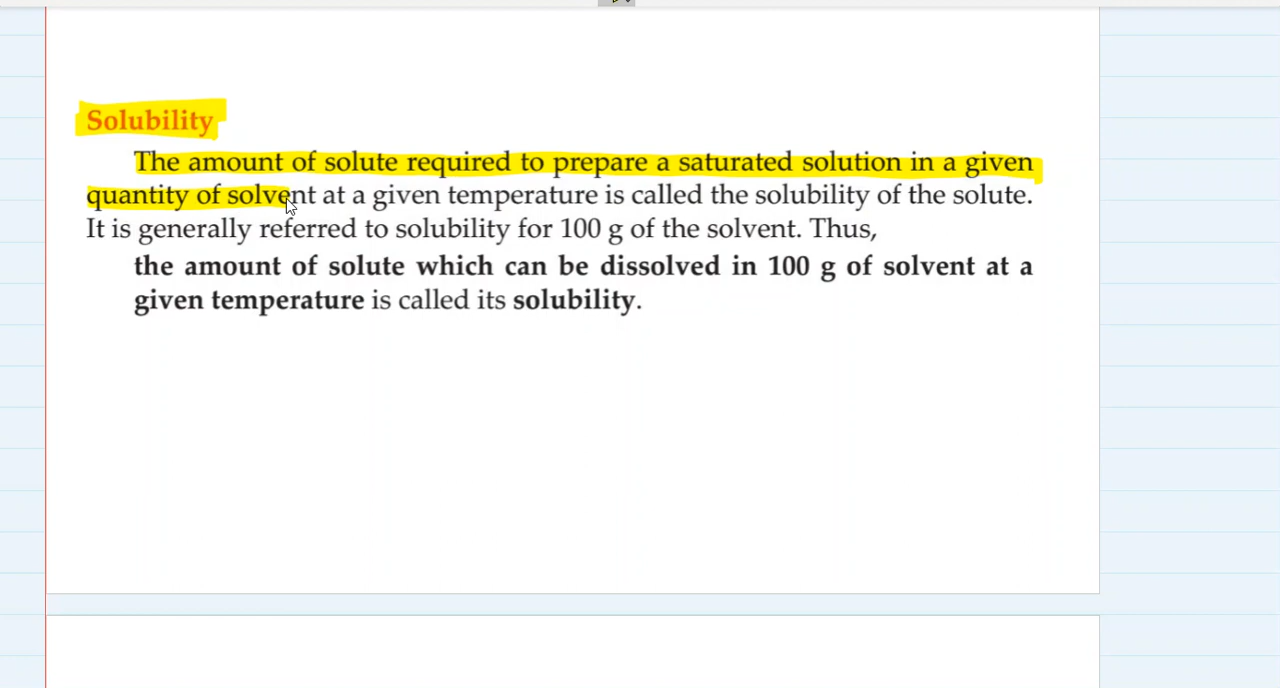 Solubility
The amount of solute required to prepare a saturated solution in a given
quantity of solvent at a given temperature is called the solubility of the solute.
It is generally referred to solubility for 100 g of the solvent. Thus,
the amount of solute which can be dissolved in 100 g of solvent at a
given temperature is called its solubility.